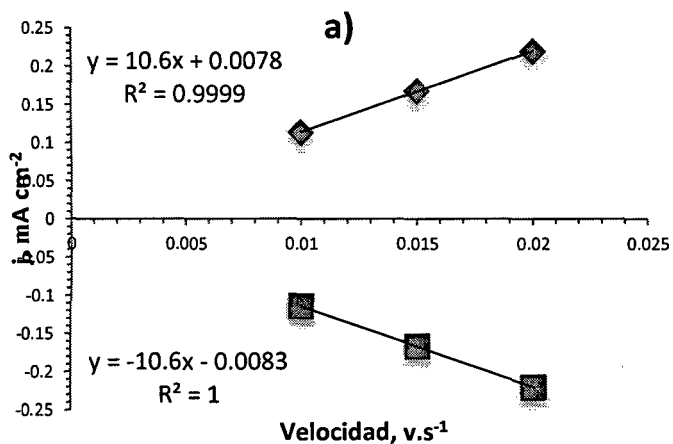 a)
0.25
y = 10.6x + 0.0078
R² = 0.9999
0.2
0.15
0.1
0.05
0
0 0.005 0.01 0.015 0.02 0.025
j, mA cm⁻²
-0.1
-0.15
y = -10.6x - 0.0083
R² = 1
-0.2
-0.25
Velocidad, v.s⁻¹